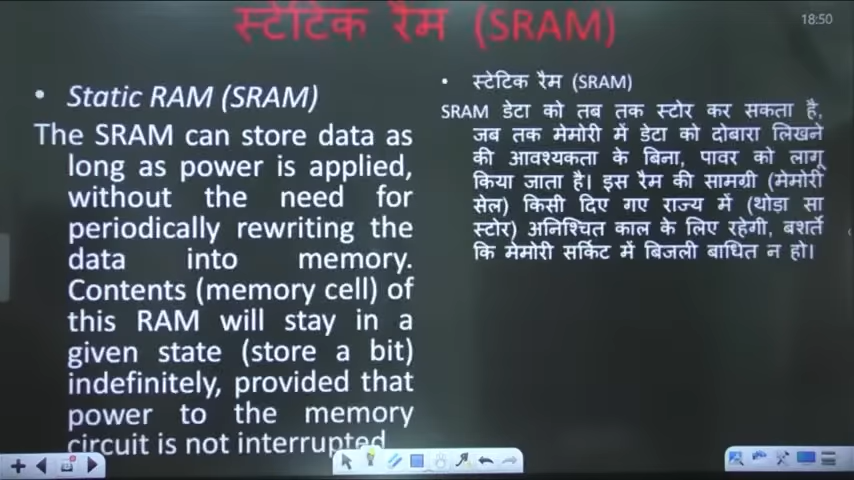 स्टेटिक रैम (SRAM)
18:50
• Static RAM (SRAM)
The SRAM can store data as
long as power is applied,
without the need for
periodically rewriting the
data into memory.
Contents (memory cell) of
this RAM will stay in a
given state (store a bit)
indefinitely, provided that
power to the memory
circuit is not interrupted.
• स्टेटिक रैम (SRAM)
SRAM डेटा को तब तक स्टोर कर सकता है,
जब तक मेमोरी में डेटा को दोबारा लिखने
की आवश्यकता के बिना, पावर को लागू
किया जाता है। इस रैम की सामग्री (मेमोरी
सेल) किसी दिए गए राज्य में (थोड़ा सा
स्टोर) अनिश्चित काल के लिए रहेगी, बशर्ते
कि मेमोरी सर्किट में बिजली बाधित न हो।